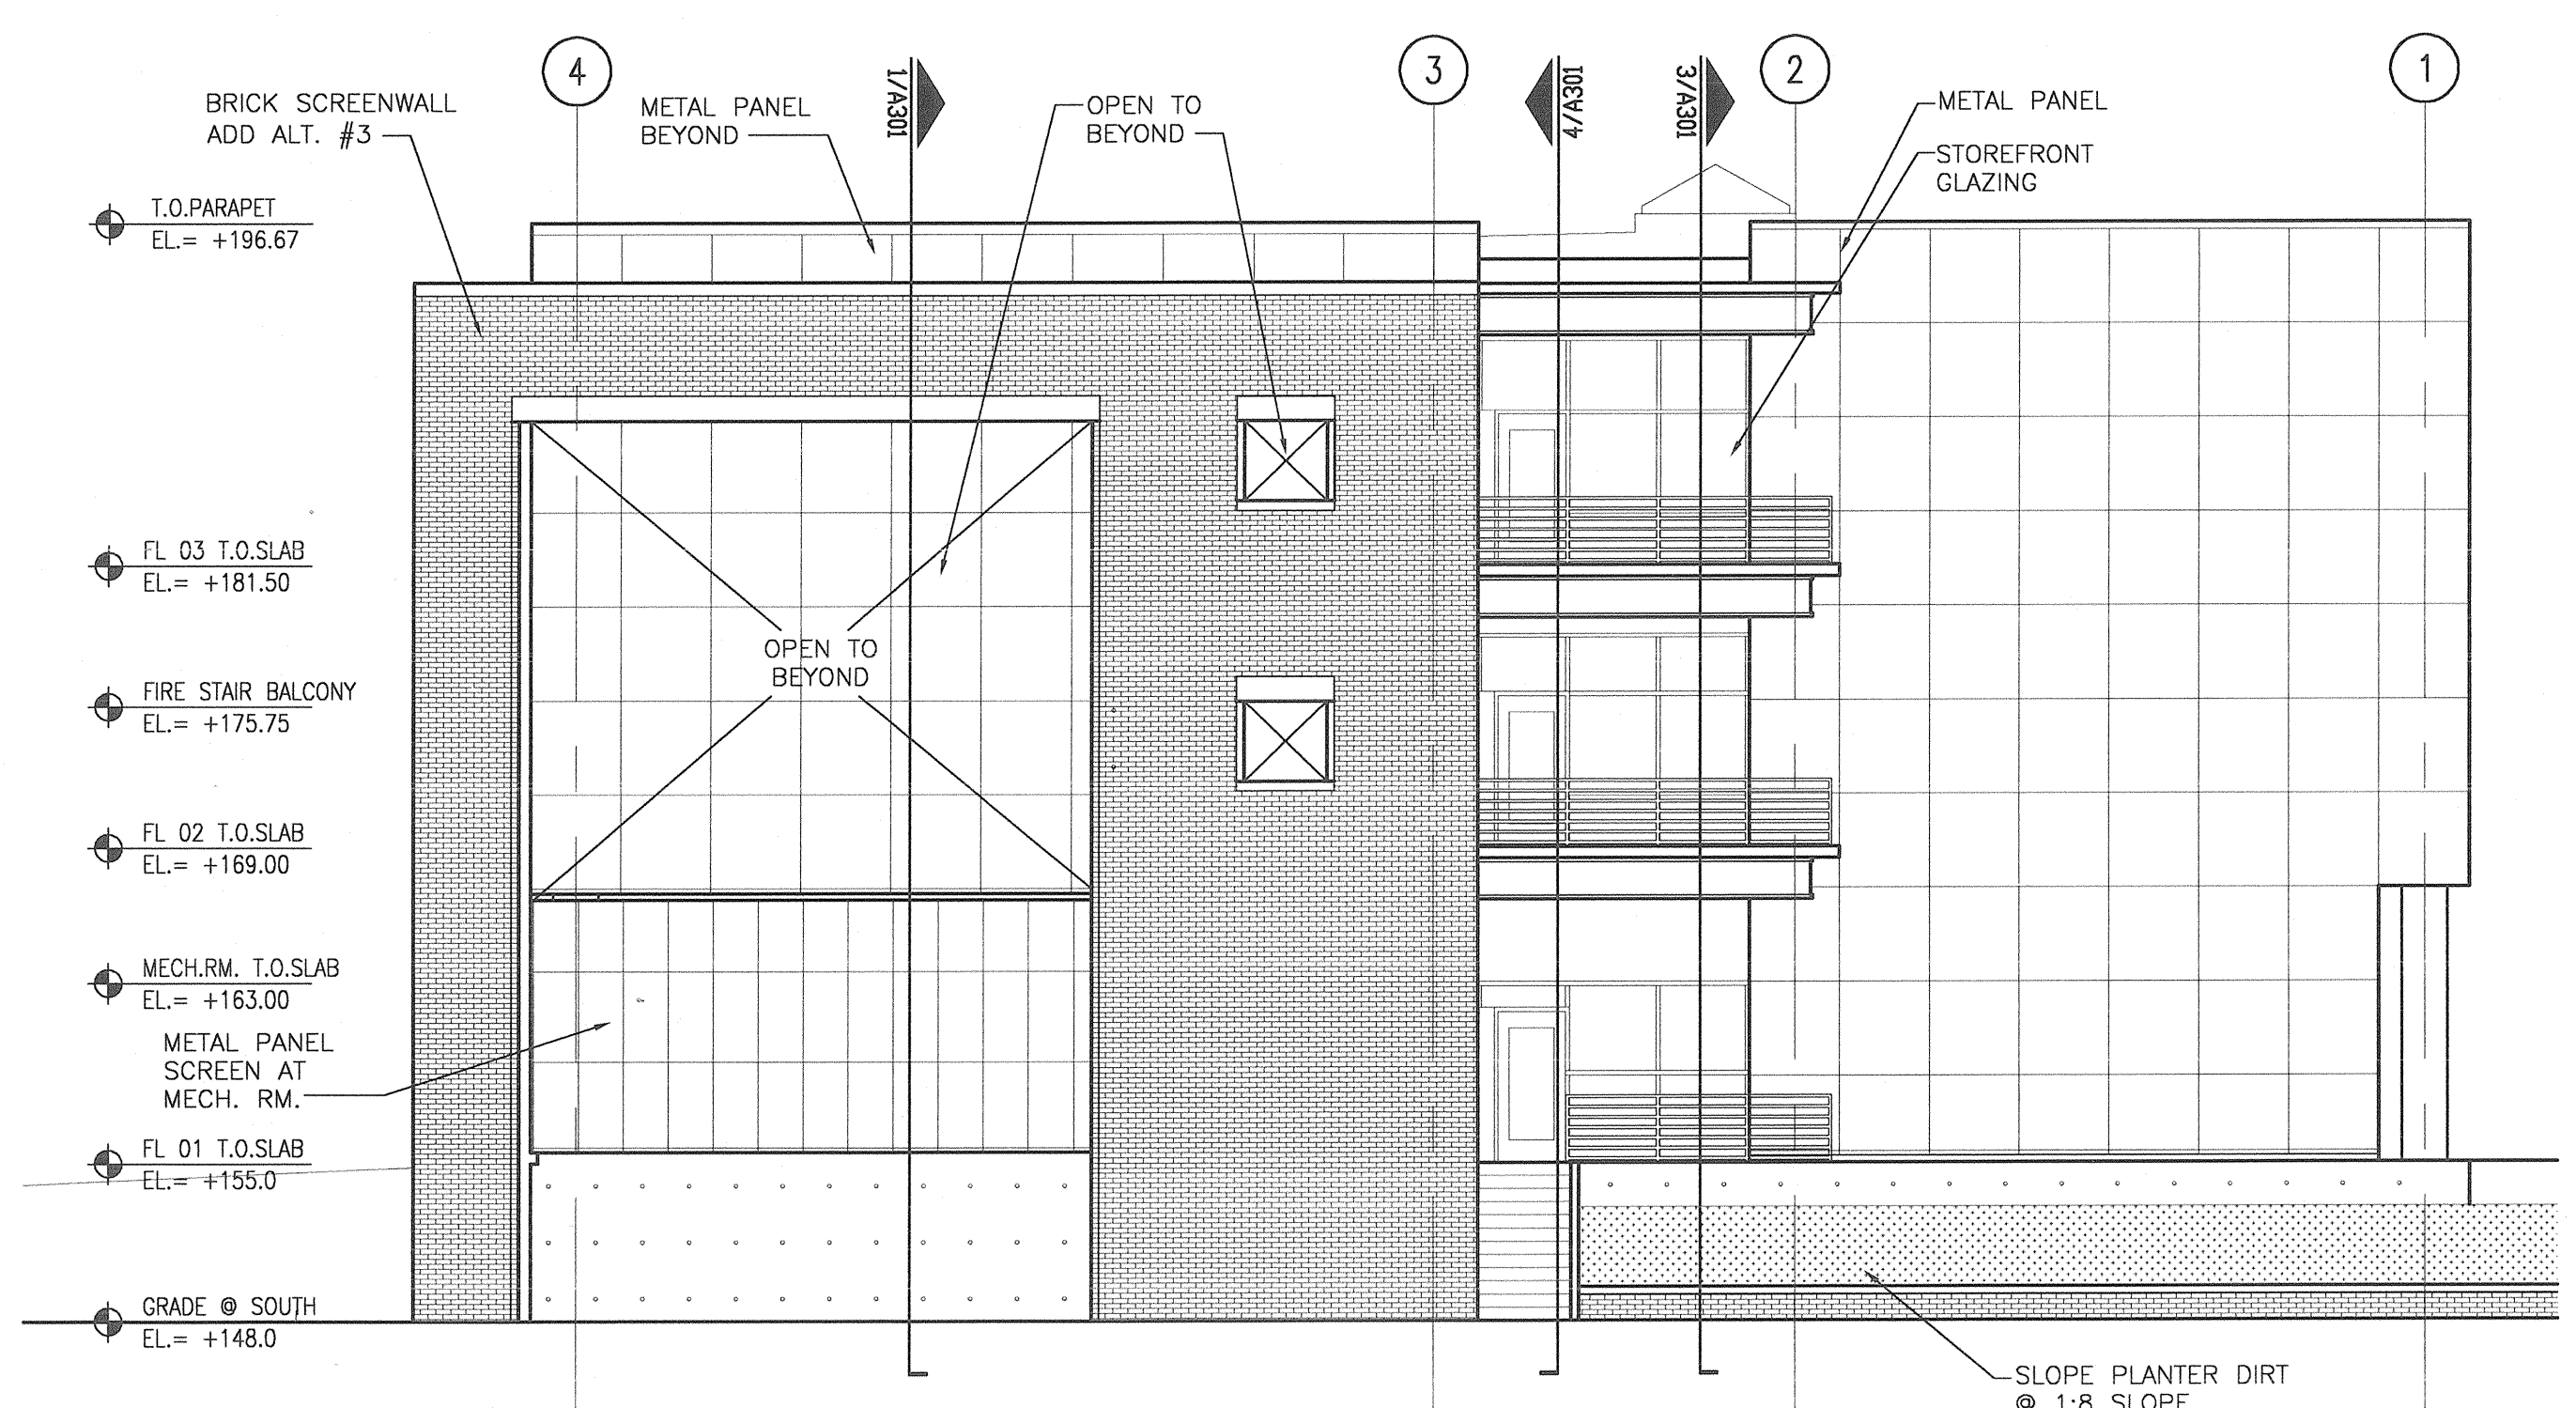 4
3
2
1
1/A301
4/A301
3/A301
BRICK SCREENWALL
ADD ALT. #3
METAL PANEL
BEYOND
OPEN TO
BEYOND
METAL PANEL
STOREFRONT
GLAZING
T.O.PARAPET
EL.= +196.67
FL 03 T.O.SLAB
EL.= +181.50
OPEN TO
BEYOND
FIRE STAIR BALCONY
EL.= +175.75
FL 02 T.O.SLAB
EL.= +169.00
MECH.RM. T.O.SLAB
EL.= +163.00
METAL PANEL
SCREEN AT
MECH. RM.
FL 01 T.O.SLAB
EL.= +155.0
GRADE @ SOUTH
EL.= +148.0
SLOPE PLANTER DIRT
@ 1:8 SLOPE